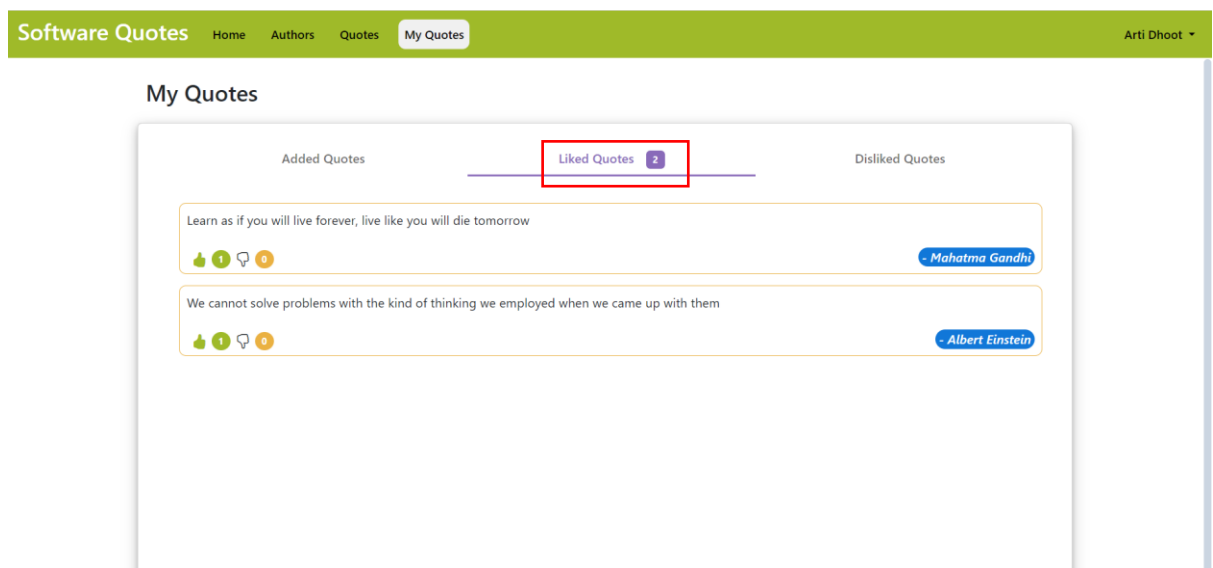 Software Quotes Home Authors Quotes My Quotes Arti Dhoot
My Quotes
Added Quotes Liked Quotes 2 Disliked Quotes
Learn as if you will live forever, live like you will die tomorrow
1 0 - Mahatma Gandhi
We cannot solve problems with the kind of thinking we employed when we came up with them
1 0 - Albert Einstein